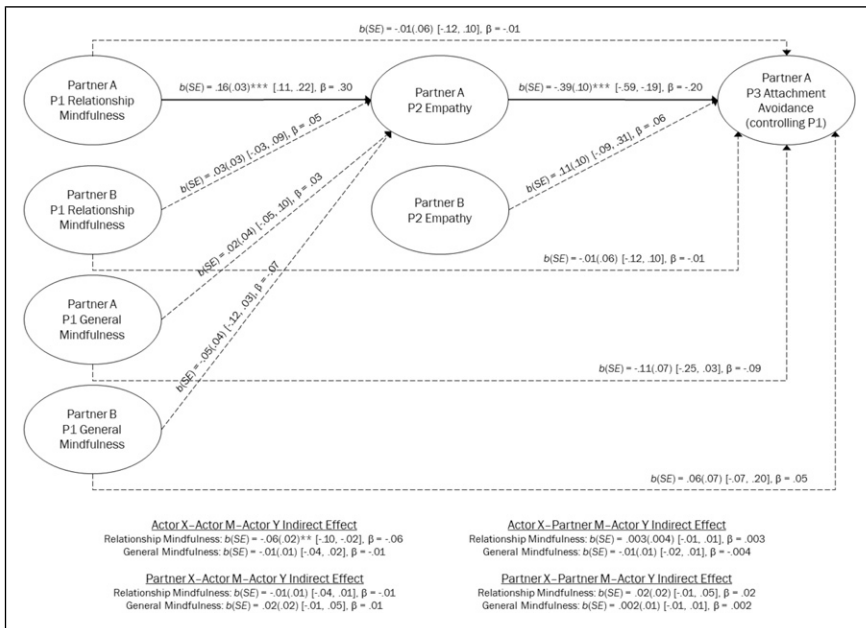 b(SE) = -.01(.06) [-.12, .10], β = -.01
Partner A
P1 Relationship
Mindfulness
b(SE) = .16(.03)*** [.11, .22], β = .30
Partner A
P2 Empathy
b(SE) = -.39(.10)*** [-.59, -.19], β = -.20
Partner A
P3 Attachment
Avoidance
(controlling P1)
b(SE) = .03(.03) [-.03, .09], β = .05
b(SE) = .11(.10) [-.09, .31], β = .06
Partner B
P1 Relationship
Mindfulness
Partner B
P2 Empathy
b(SE) = .02(.04) [-.05, .10], β = .03
b(SE) = -.01(.06) [-.12, .10], β = -.01
Partner A
P1 General
Mindfulness
b(SE) = -.05(.04) [-.12, .03], β = -.07
b(SE) = -.11(.07) [-.25, .03], β = -.09
Partner B
P1 General
Mindfulness
b(SE) = .06(.07) [-.07, .20], β = .05
Actor X–Actor M–Actor Y Indirect Effect
Relationship Mindfulness: b(SE) = -.06(.02)** [-.10, -.02], β = -.06
General Mindfulness: b(SE) = -.01(.01) [-.04, .02], β = -.01
Actor X–Partner M–Actor Y Indirect Effect
Relationship Mindfulness: b(SE) = .003(.004) [-.01, .01], β = .003
General Mindfulness: b(SE) = -.01(.01) [-.02, .01], β = -.004
Partner X–Actor M–Actor Y Indirect Effect
Relationship Mindfulness: b(SE) = -.01(.01) [-.04, .01], β = -.01
General Mindfulness: b(SE) = .02(.02) [-.01, .05], β = .01
Partner X–Partner M–Actor Y Indirect Effect
Relationship Mindfulness: b(SE) = .02(.02) [-.01, .05], β = .02
General Mindfulness: b(SE) = .002(.01) [-.01, .01], β = .002